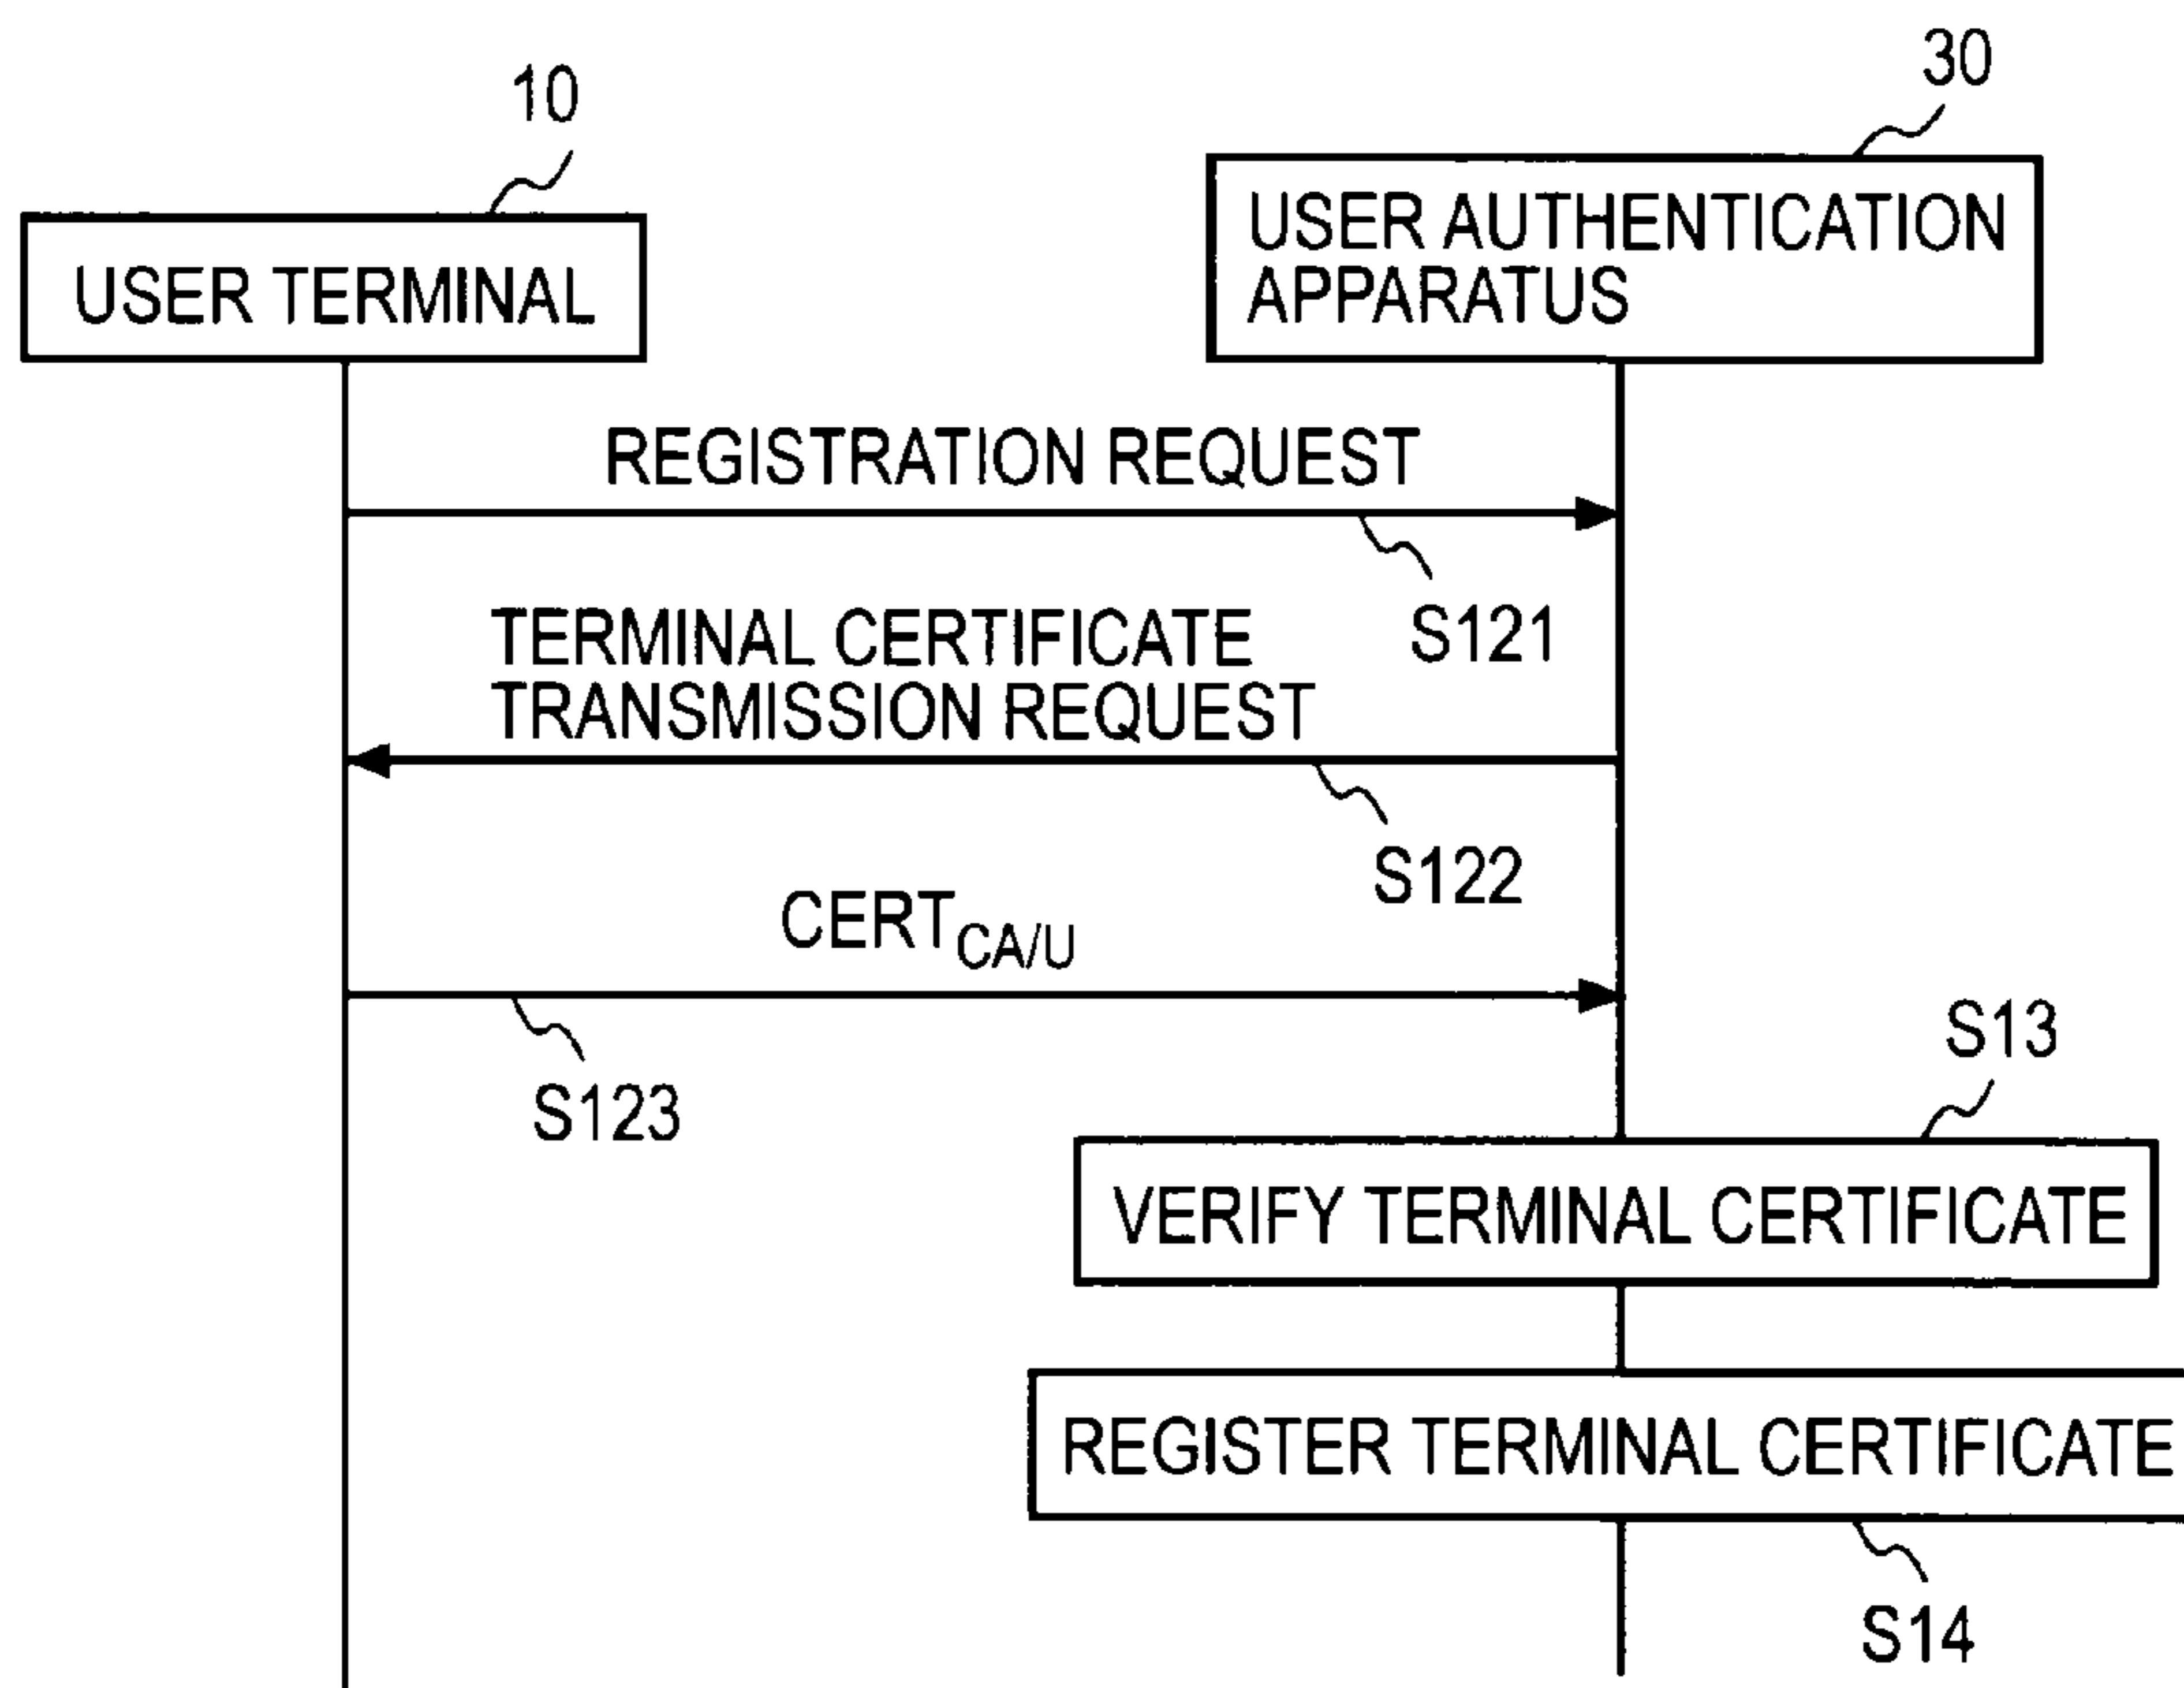 10
30
USER TERMINAL
USER AUTHENTICATION
APPARATUS
REGISTRATION REQUEST
S121
TERMINAL CERTIFICATE
TRANSMISSION REQUEST
S122
CERT_CA/U
S123
S13
VERIFY TERMINAL CERTIFICATE
REGISTER TERMINAL CERTIFICATE
S14